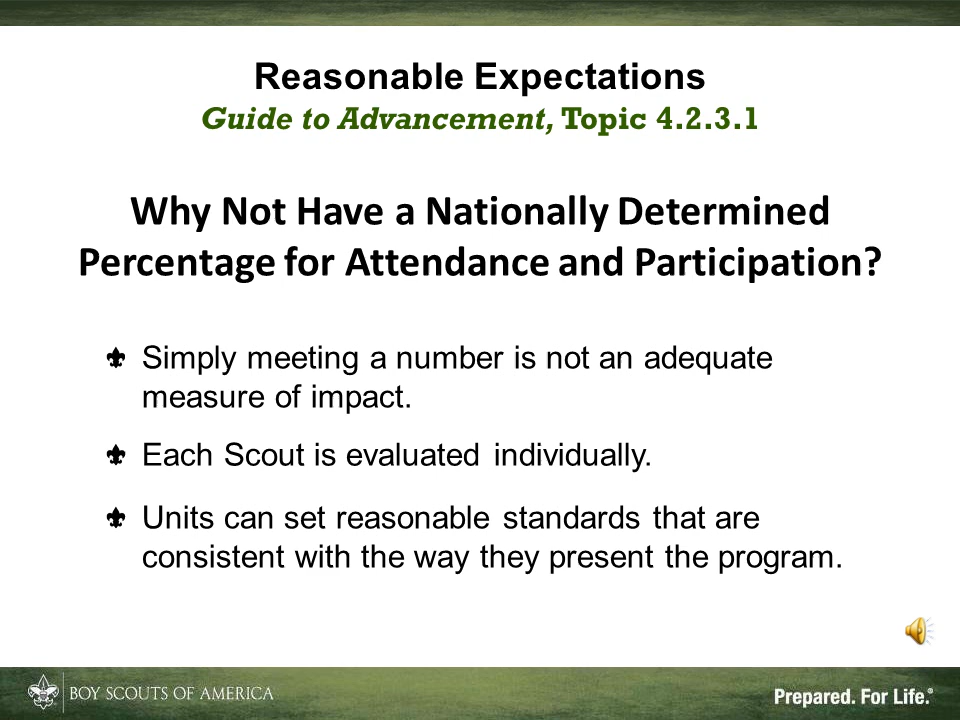 Reasonable Expectations
Guide to Advancement, Topic 4.2.3.1
Why Not Have a Nationally Determined
Percentage for Attendance and Participation?
Simply meeting a number is not an adequate
measure of impact.
Each Scout is evaluated individually.
Units can set reasonable standards that are
consistent with the way they present the program.
BOY SCOUTS OF AMERICA
Prepared. For Life.®